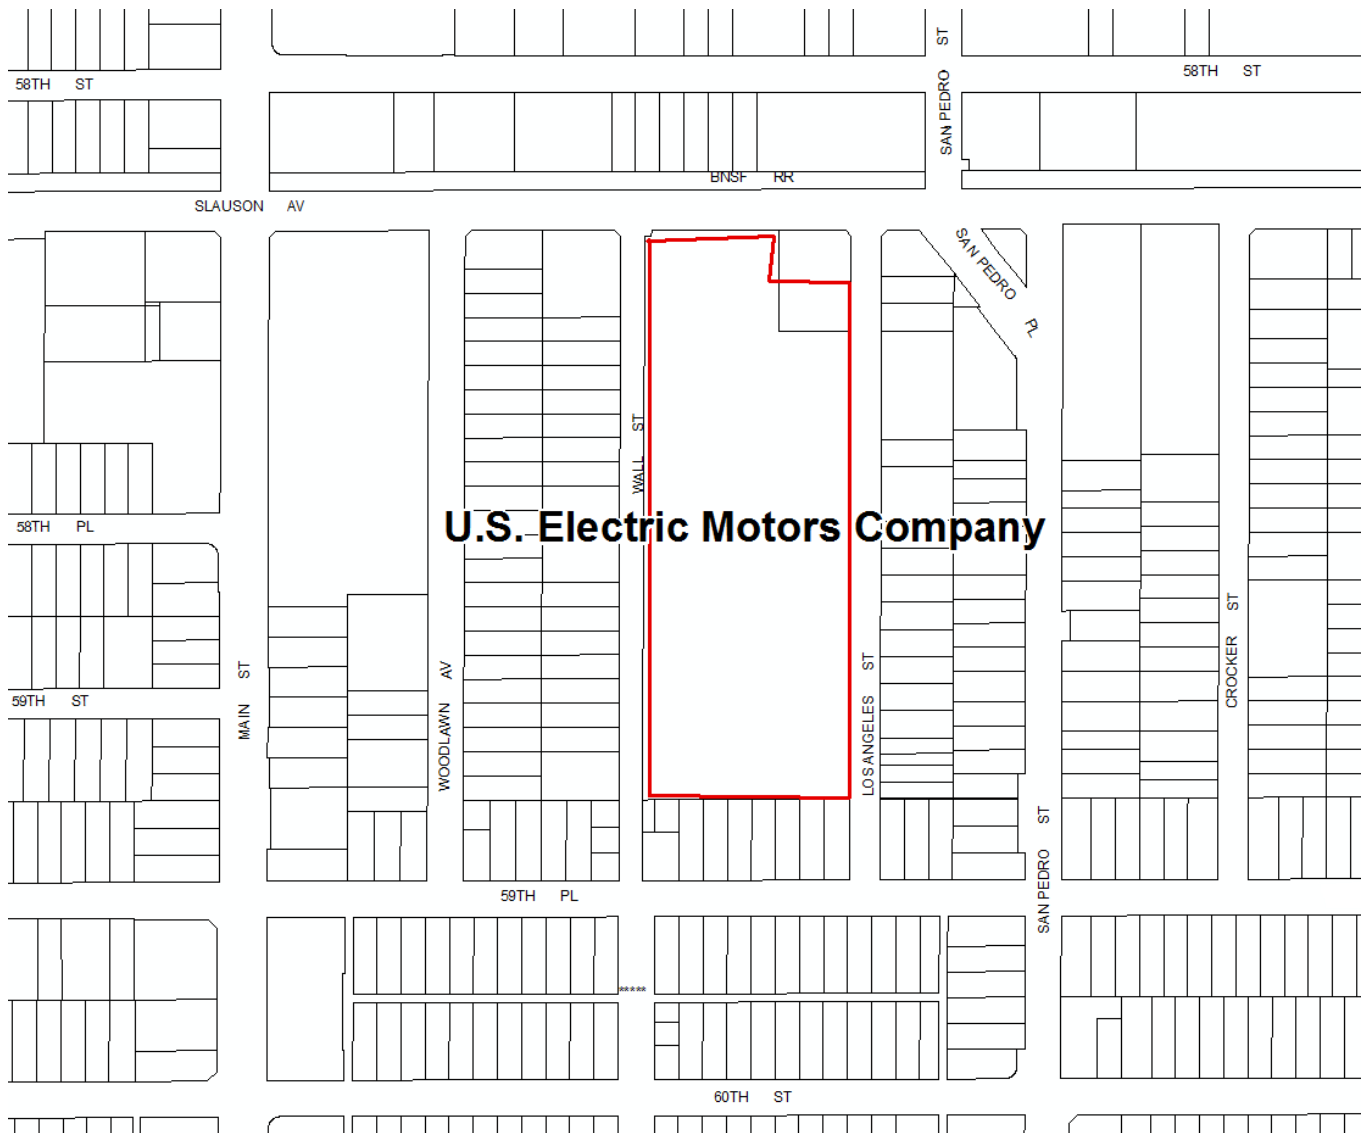 ST
SAN PEDRO
58TH ST
58TH ST
BNSF RR
SLAUSON AV
SAN PEDRO PL
WALL ST
58TH PL
U.S. Electric Motors Company
59TH ST
MAIN ST
WOODLAWN AV
LOS ANGELES ST
CROCKER ST
SAN PEDRO ST
59TH PL
*****
60TH ST